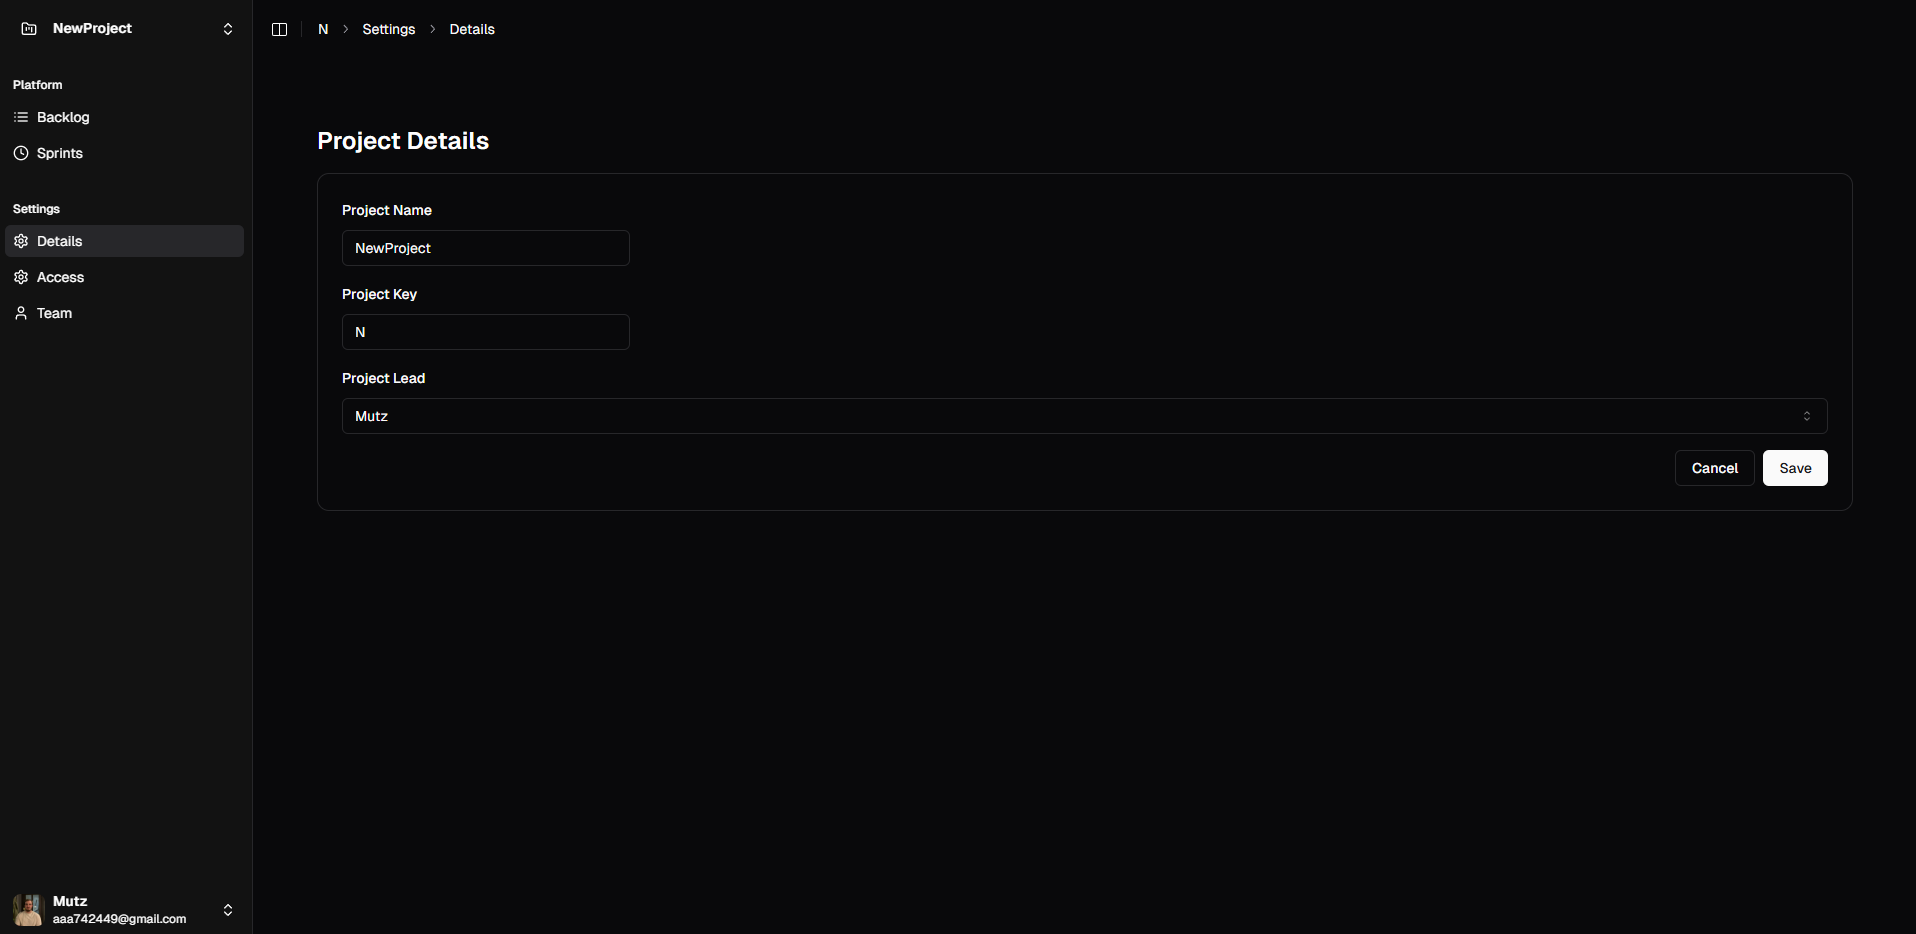 NewProject
Platform
Backlog
Sprints
Settings
Details
Access
Team
Mutz
aaa742449@gmail.com
N > Settings > Details
Project Details
Project Name
NewProject
Project Key
N
Project Lead
Mutz
Cancel Save